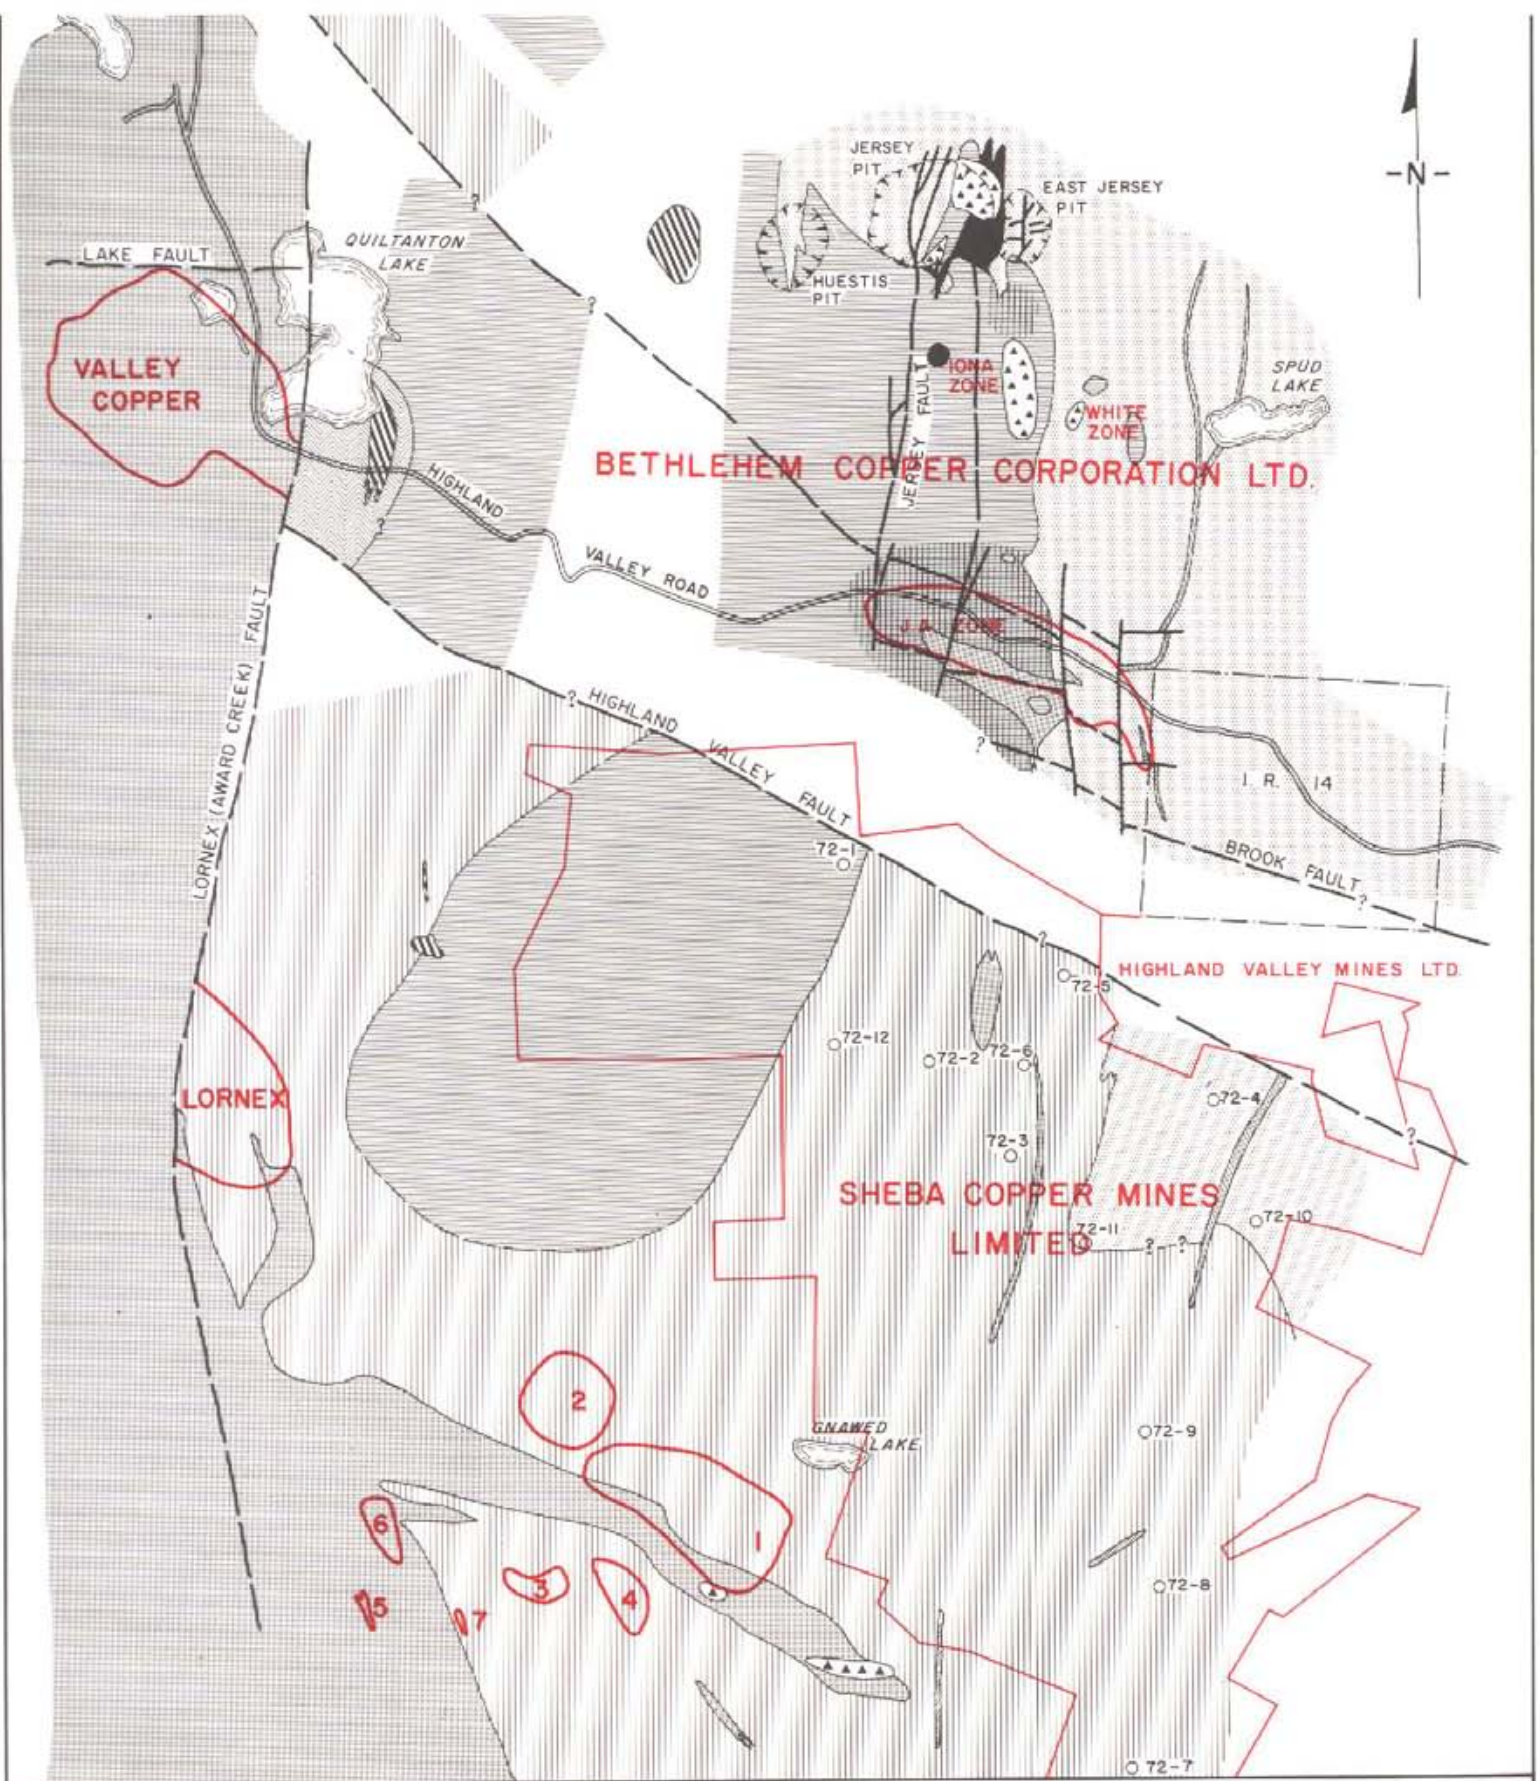 JERSEY
PIT
EAST JERSEY
PIT
-N-
LAKE FAULT
QUILTANTON
LAKE
?
HUESTIS
PIT
?
VALLEY
COPPER
JERSEY FAULT
IONA
ZONE
SPUD
LAKE
WHITE
ZONE
BETHLEHEM COPPER CORPORATION LTD.
HIGHLAND
?
VALLEY ROAD
LORNEX (AWARD CREEK) FAULT
J.A. ZONE
?
HIGHLAND
VALLEY
FAULT
?
I. R. 14
72-1
BROOK FAULT
?
?
HIGHLAND VALLEY MINES LTD.
72-5
72-12
72-2
72-6
LORNEX
72-4
72-3
?
SHEBA COPPER MINES
LIMITED
72-11
72-10
? ?
2
GNAWED
LAKE
72-9
6
1
3
4
72-8
5
7
72-7